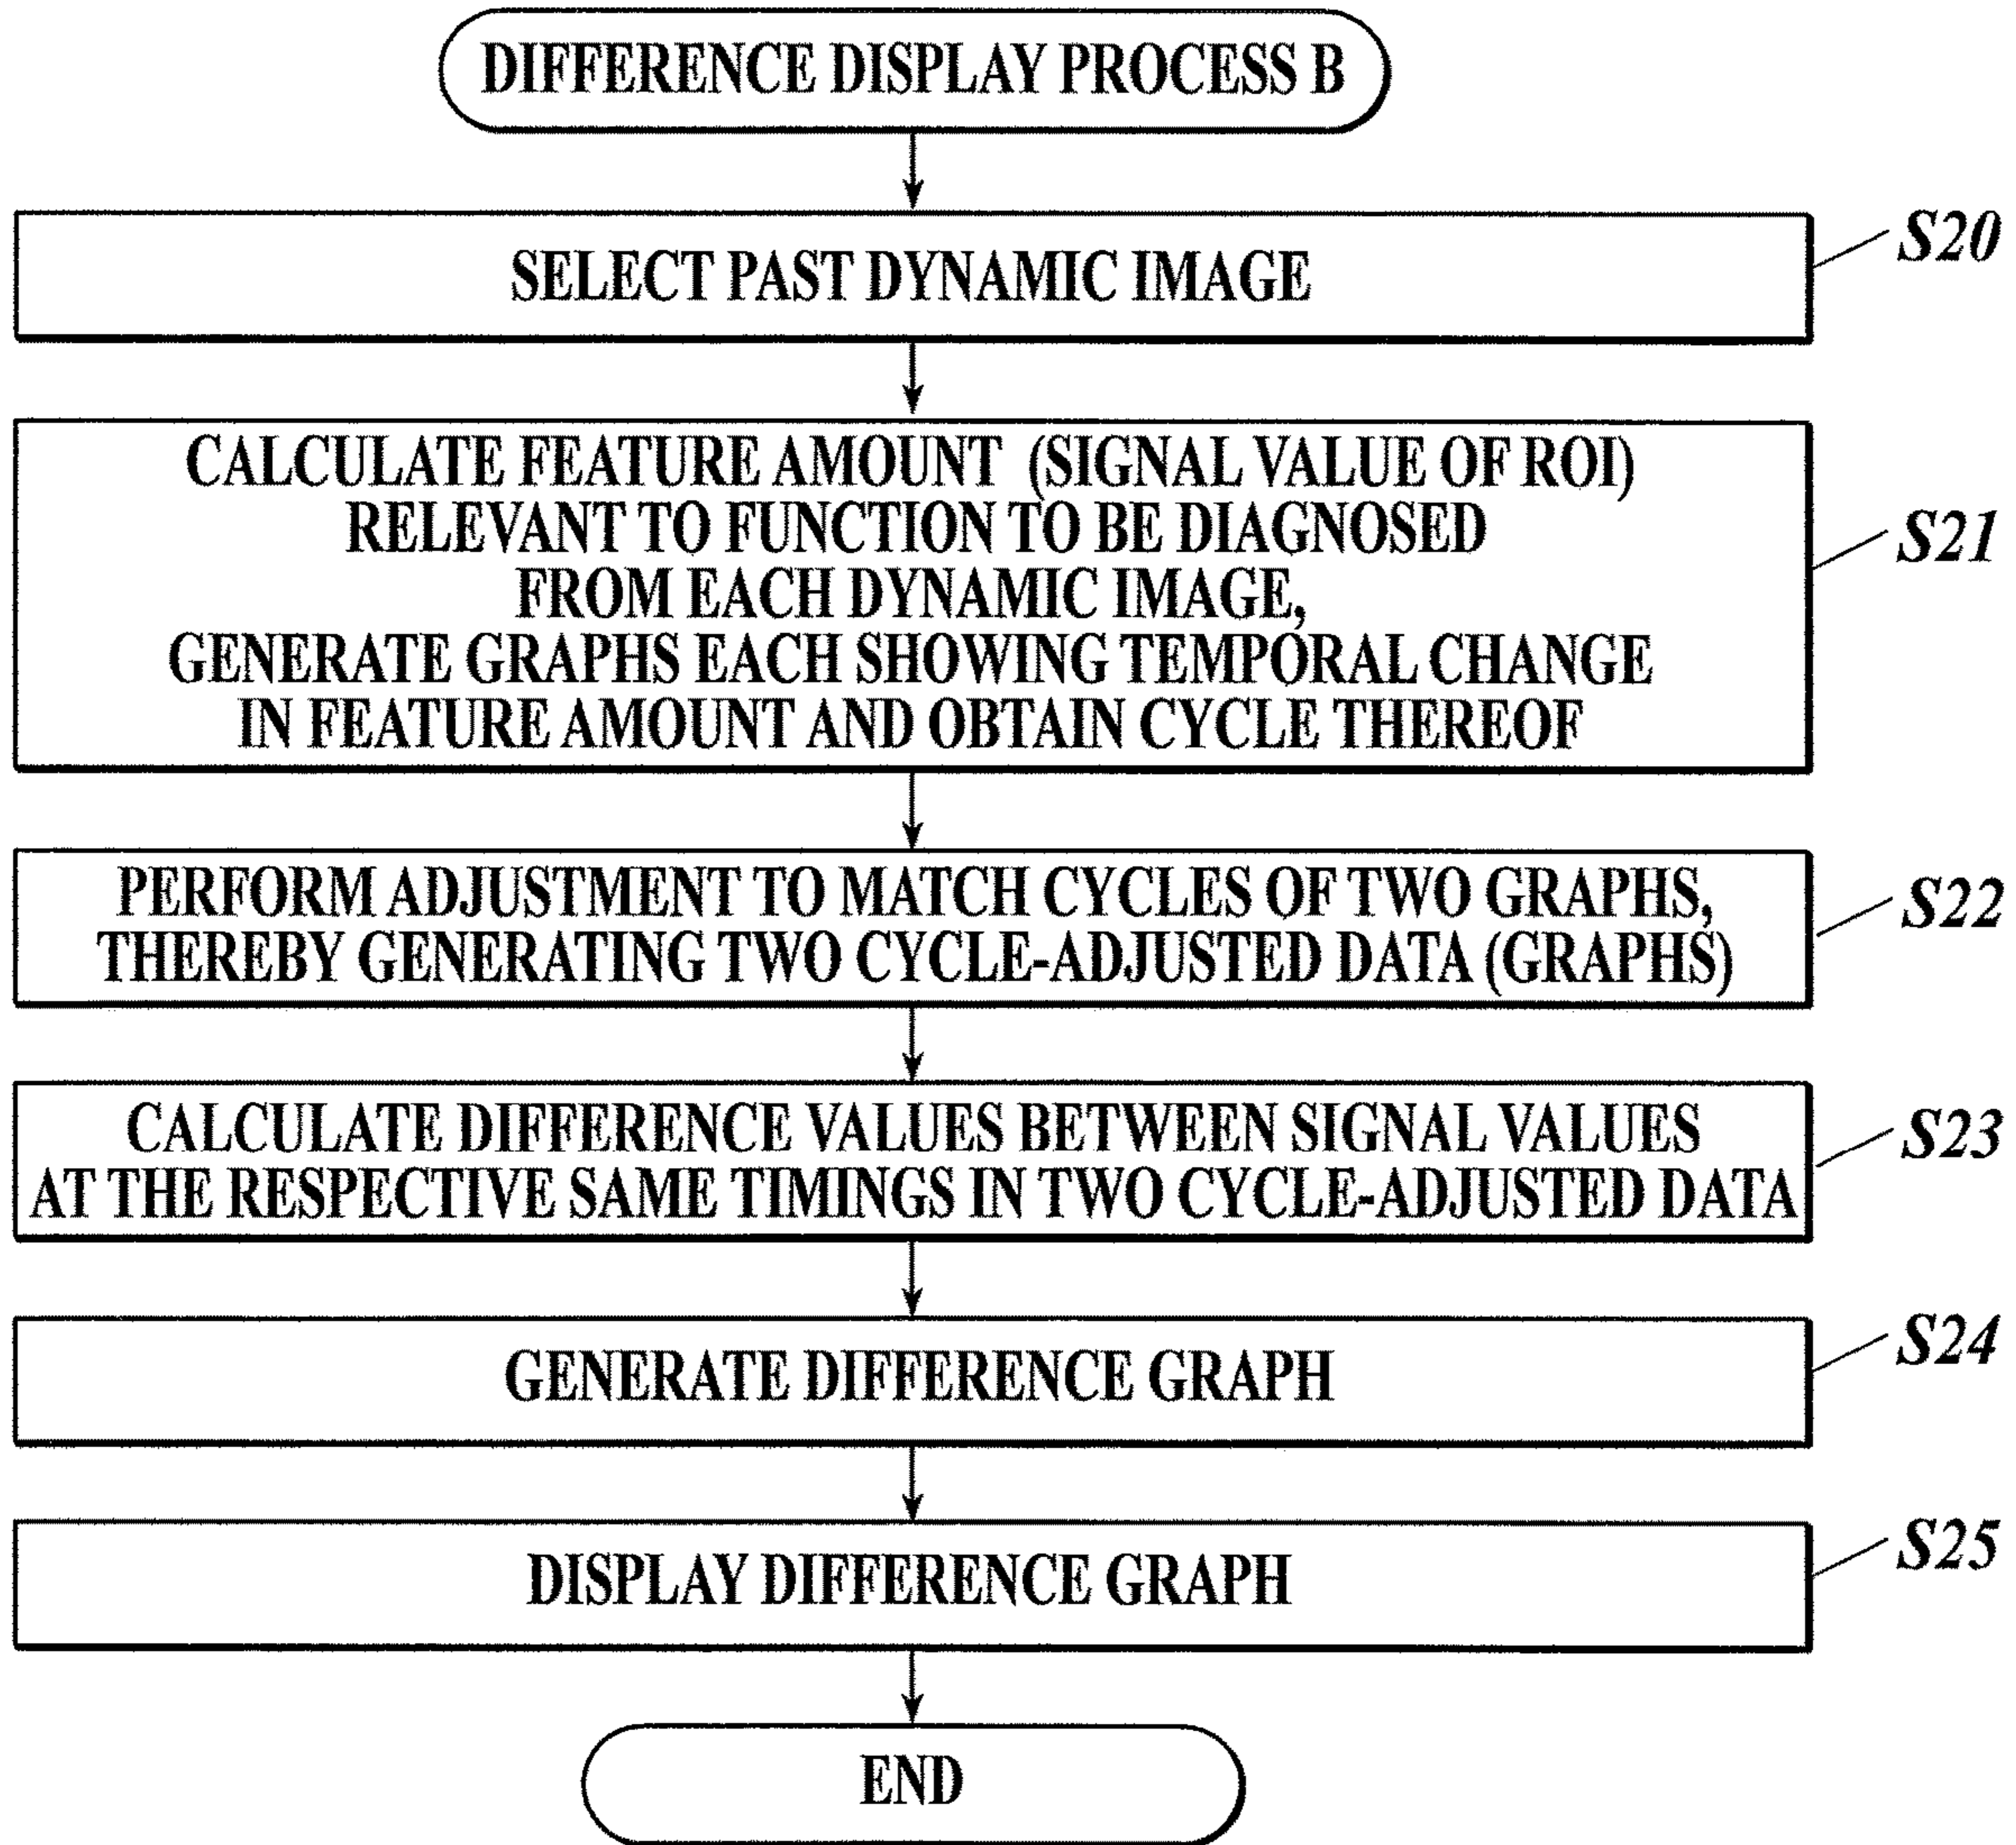 DIFFERENCE DISPLAY PROCESS B
SELECT PAST DYNAMIC IMAGE
S20
CALCULATE FEATURE AMOUNT (SIGNAL VALUE OF ROI)
RELEVANT TO FUNCTION TO BE DIAGNOSED
FROM EACH DYNAMIC IMAGE,
GENERATE GRAPHS EACH SHOWING TEMPORAL CHANGE
IN FEATURE AMOUNT AND OBTAIN CYCLE THEREOF
S21
PERFORM ADJUSTMENT TO MATCH CYCLES OF TWO GRAPHS,
THEREBY GENERATING TWO CYCLE-ADJUSTED DATA (GRAPHS)
S22
CALCULATE DIFFERENCE VALUES BETWEEN SIGNAL VALUES
AT THE RESPECTIVE SAME TIMINGS IN TWO CYCLE-ADJUSTED DATA
S23
GENERATE DIFFERENCE GRAPH
S24
DISPLAY DIFFERENCE GRAPH
S25
END